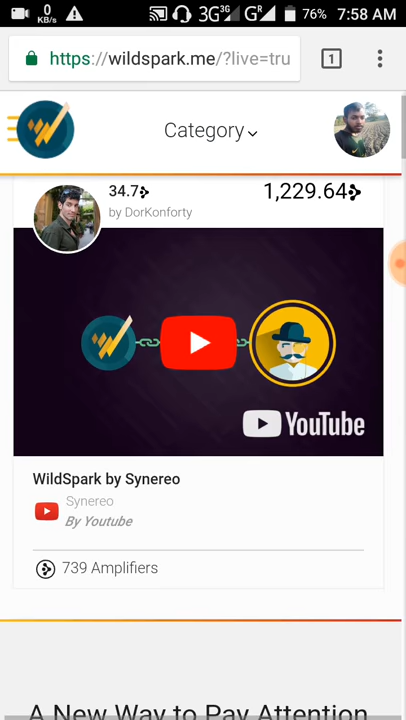 0
KB/s
3G 3G
G R
76%
7:58 AM
https://wildspark.me/?live=tru
1
Category
34.7
1,229.64
by DorKonforty
YouTube
WildSpark by Synereo
Synereo
By Youtube
739 Amplifiers
A New Way to Pay Attention